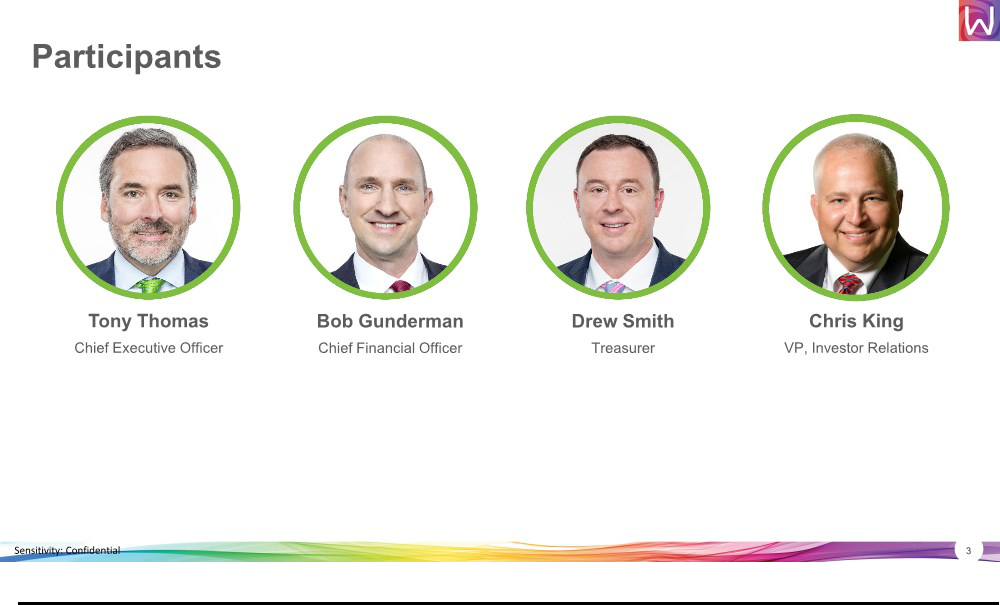 Participants
Tony Thomas
Bob Gunderman
Drew Smith
Chris King
Chief Executive Officer
Chief Financial Officer
Treasurer
VP, Investor Relations
Sensitivity: Confidential
3